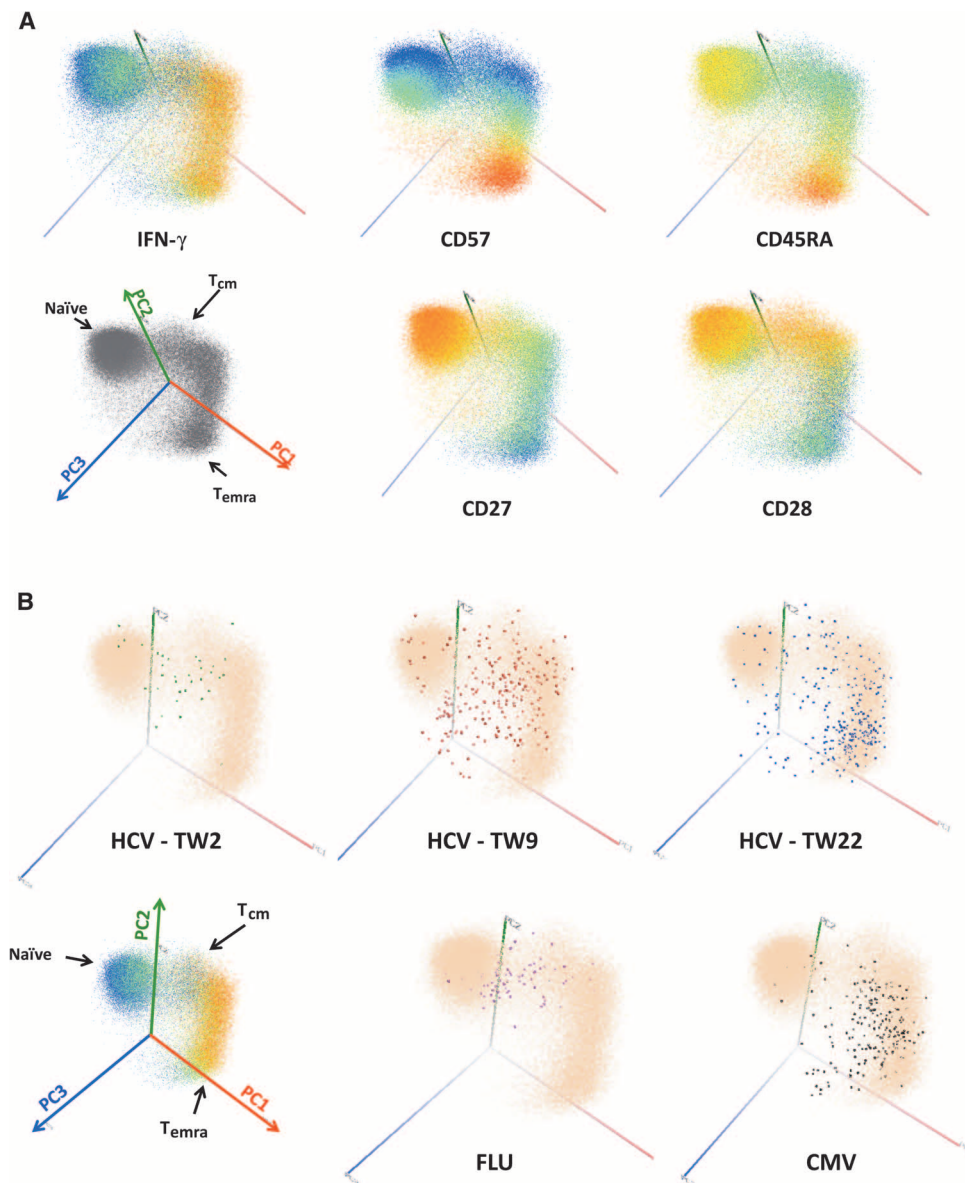 A
IFN-γ
CD57
CD45RA
Naïve
PC2
Tcm
PC3
PC1
Temra
CD27
CD28
B
HCV - TW2
HCV - TW9
HCV - TW22
Naïve
PC2
Tcm
PC3
PC1
Temra
FLU
CMV